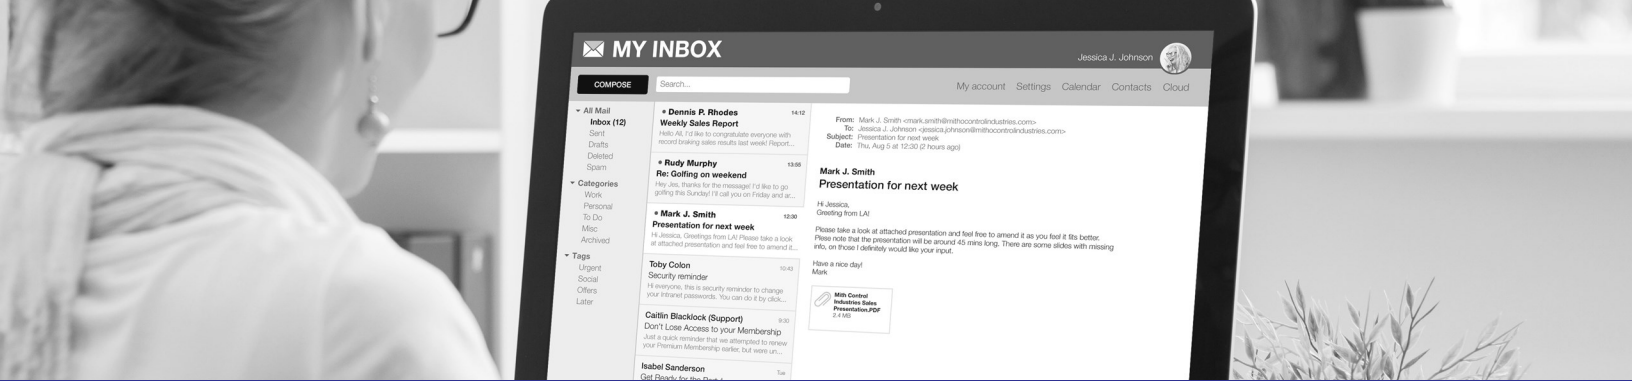 MY INBOX
Jessica J. Johnson
COMPOSE
Search...
My account Settings Calendar Contacts Cloud
All Mail
Inbox (12)
Sent
Drafts
Deleted
Spam
Categories
Work
Personal
To Do
Misc
Archived
Tags
Urgent
Social
Offers
Later
Dennis P. Rhodes 14:12
Weekly Sales Report
Hello All, I'd like to congratulate everyone with
record braking sales results last week! Report...
Rudy Murphy 13:55
Re: Golfing on weekend
Hey Jes, thanks for the message! I'd like to go
golfing this Sunday! I'll call you on Friday and ar...
Mark J. Smith 12:30
Presentation for next week
Hi Jessica, Greetings from LA! Please take a look
at attached presentation and feel free to amend it...
Toby Colon 10:43
Security reminder
Hi everyone, this is security reminder to change
your Intranet passwords. You can do it by click...
Caitlin Blacklock (Support) 9:30
Don't Lose Access to your Membership
Just a quick reminder that we attempted to renew
your Premium Membership earlier, but were un...
Isabel Sanderson Tue
Get Ready for the
From: Mark J. Smith <mark.smith@mithocontrolindustries.com>
To: Jessica J. Johnson <jessica.johnson@mithocontrolindustries.com>
Subject: Presentation for next week
Date: Thu, Aug 5 at 12:30 (2 hours ago)
Mark J. Smith
Presentation for next week
Hi Jessica,
Greeting from LA!
Please take a look at attached presentation and feel free to amend it as you feel it fits better.
Plese note that the presentation will be around 45 mins long. There are some slides with missing
info, on those I definitely would like your input.
Have a nice day!
Mark
Mith Control
Industries Sales
Presentation.PDF
2.4 MB